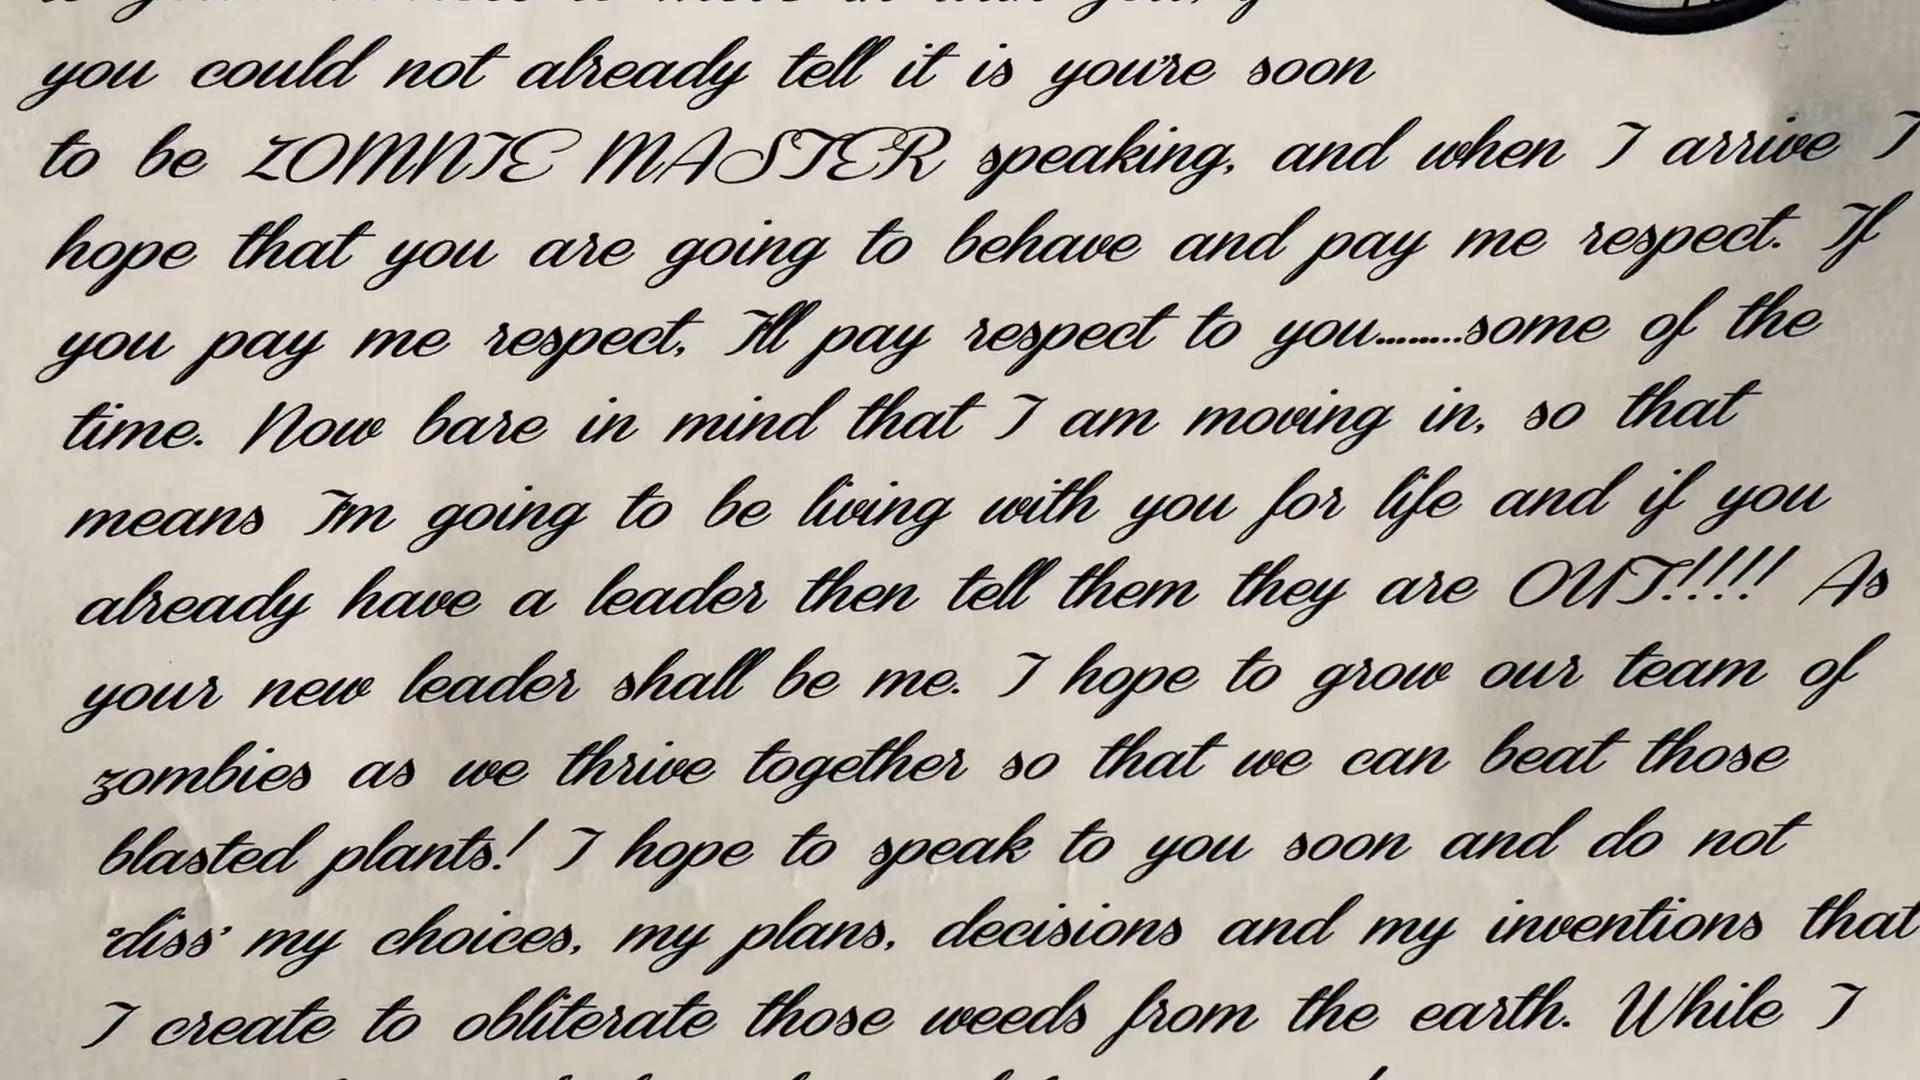 you could not already tell it is you're soon
to be ZOMNIE MASTER speaking, and when I arrive I
hope that you are going to behave and pay me respect. If
you pay me respect, I'll pay respect to you........some of the
time. Now bare in mind that I am moving in, so that
means I'm going to be living with you for life and if you
already have a leader then tell them they are OUT!!!! As
your new leader shall be me. I hope to grow our team of
zombies as we thrive together so that we can beat those
blasted plants! I hope to speak to you soon and do not
'diss' my choices, my plans, decisions and my inventions that
I create to obliterate those weeds from the earth. While I